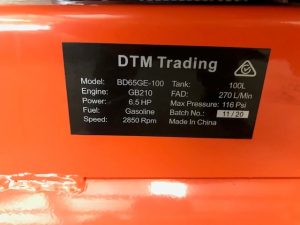 DTM Trading
Model: BD65GE-100 Tank: 100L
Engine: GB210 FAD: 270 L/Min
Power: 6.5 HP Max Pressure: 116 Psi
Fuel: Gasoline Batch No.: 11/20
Speed: 2850 Rpm Made In China